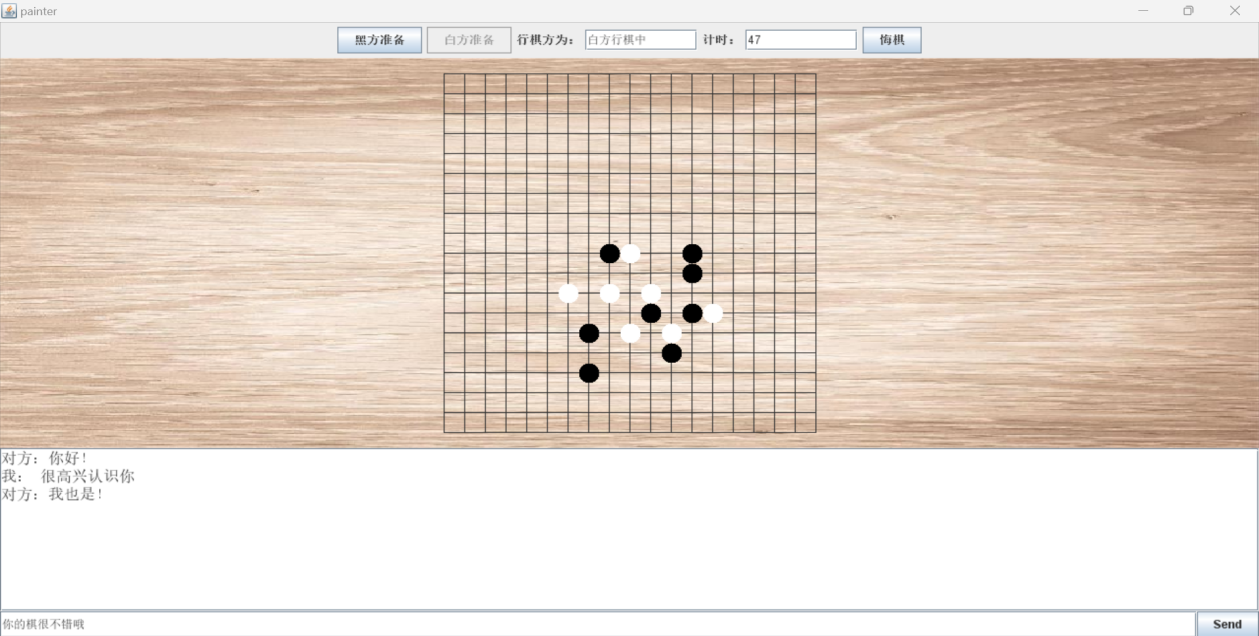 painter
黑方准备 白方准备 行棋方为： 白方行棋中 计时： 47 悔棋
对方：你好！
我： 很高兴认识你
对方：我也是！
你的棋很不错哦 Send